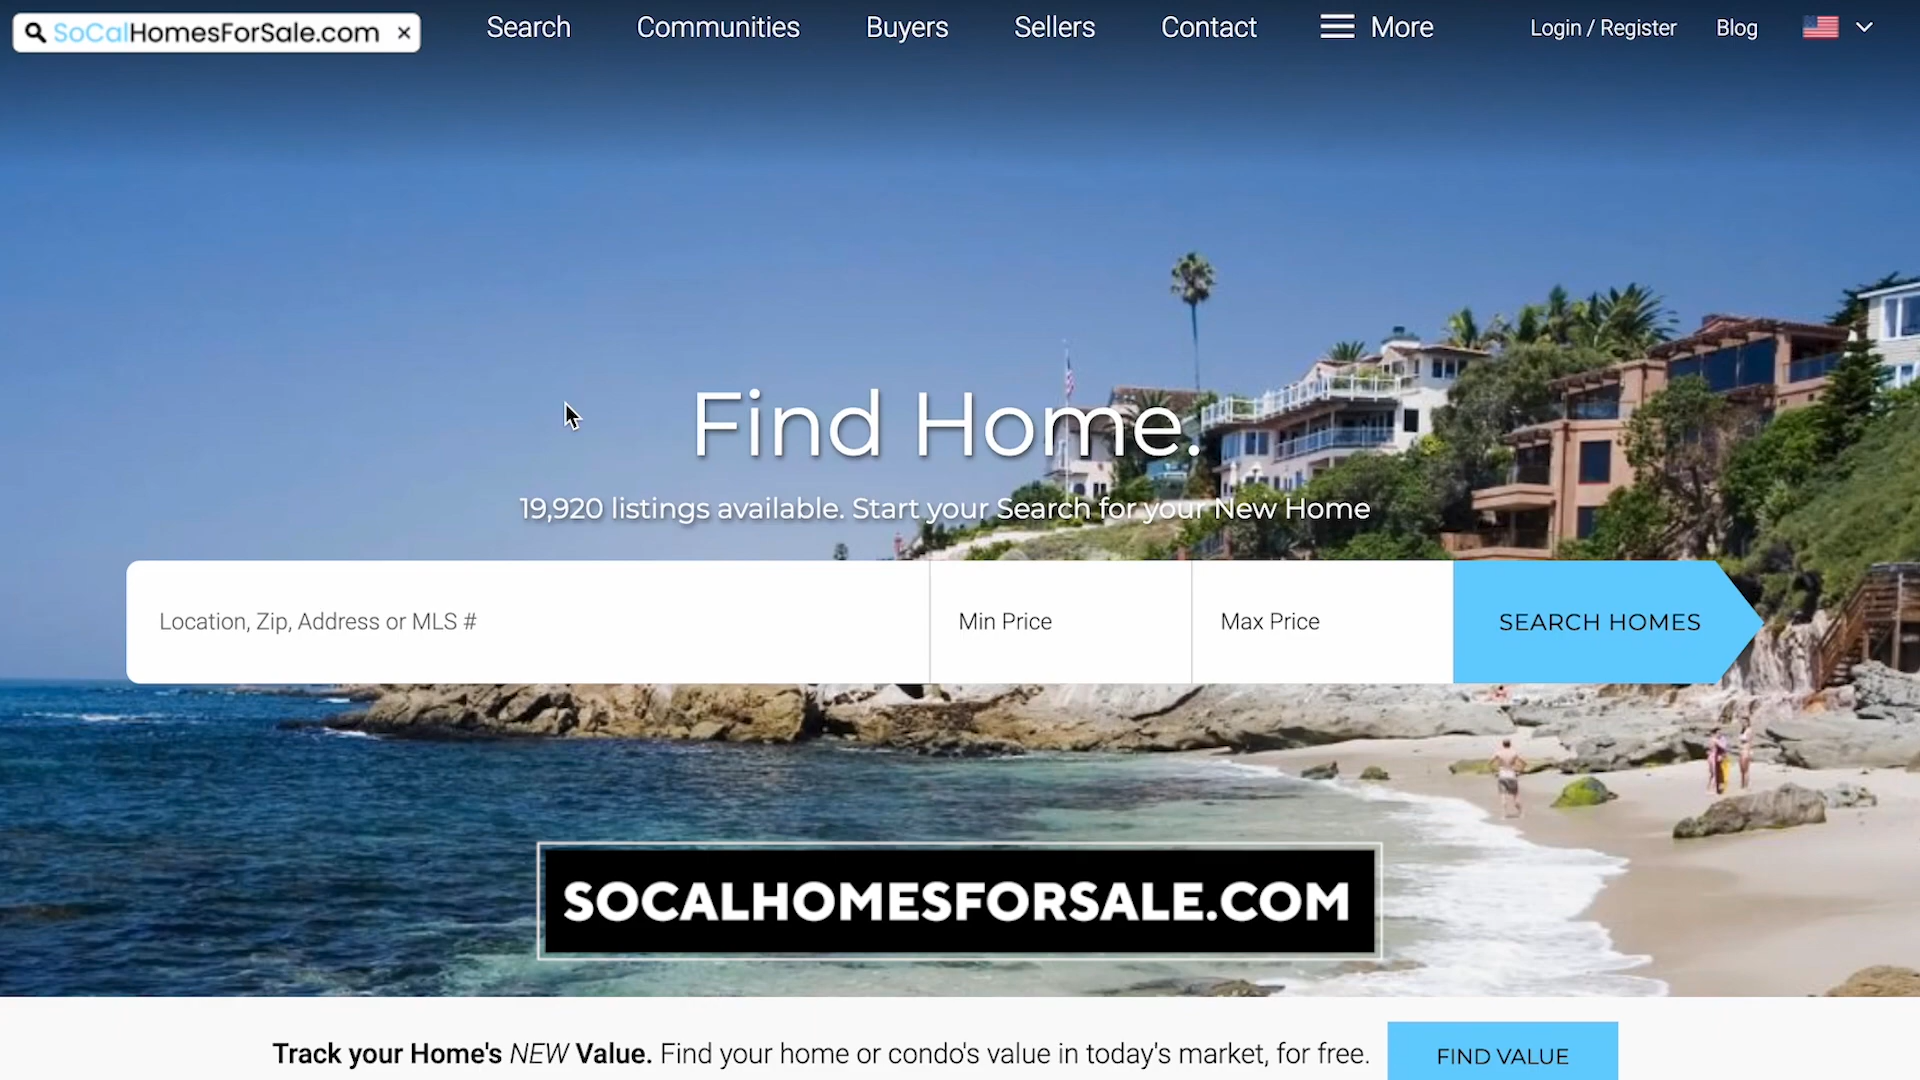 SoCalHomesForSale.com ×
Search
Communities
Buyers
Sellers
Contact
More
Login / Register
Blog
Find Home.
19,920 listings available. Start your Search for your New Home
Location, Zip, Address or MLS #
Min Price
Max Price
SEARCH HOMES
SOCALHOMESFORSALE.COM
Track your Home's NEW Value. Find your home or condo's value in today's market, for free.
FIND VALUE